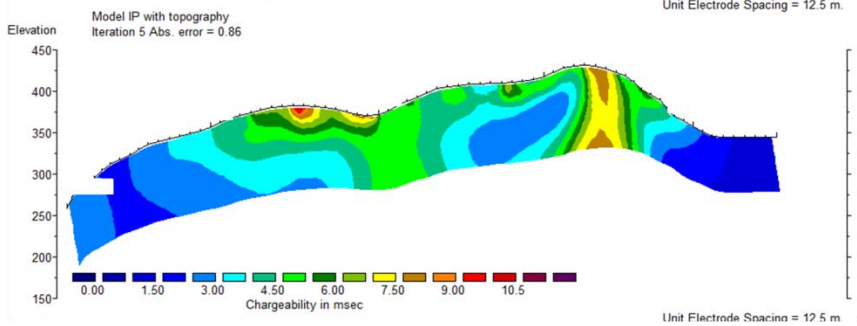 Unit Electrode Spacing = 12.5 m.
Model IP with topography
Elevation
Iteration 5 Abs. error = 0.86
450
400
350
300
250
200
150
0.00 1.50 3.00 4.50 6.00 7.50 9.00 10.5
Chargeability in msec
Unit Electrode Spacing = 12.5 m.